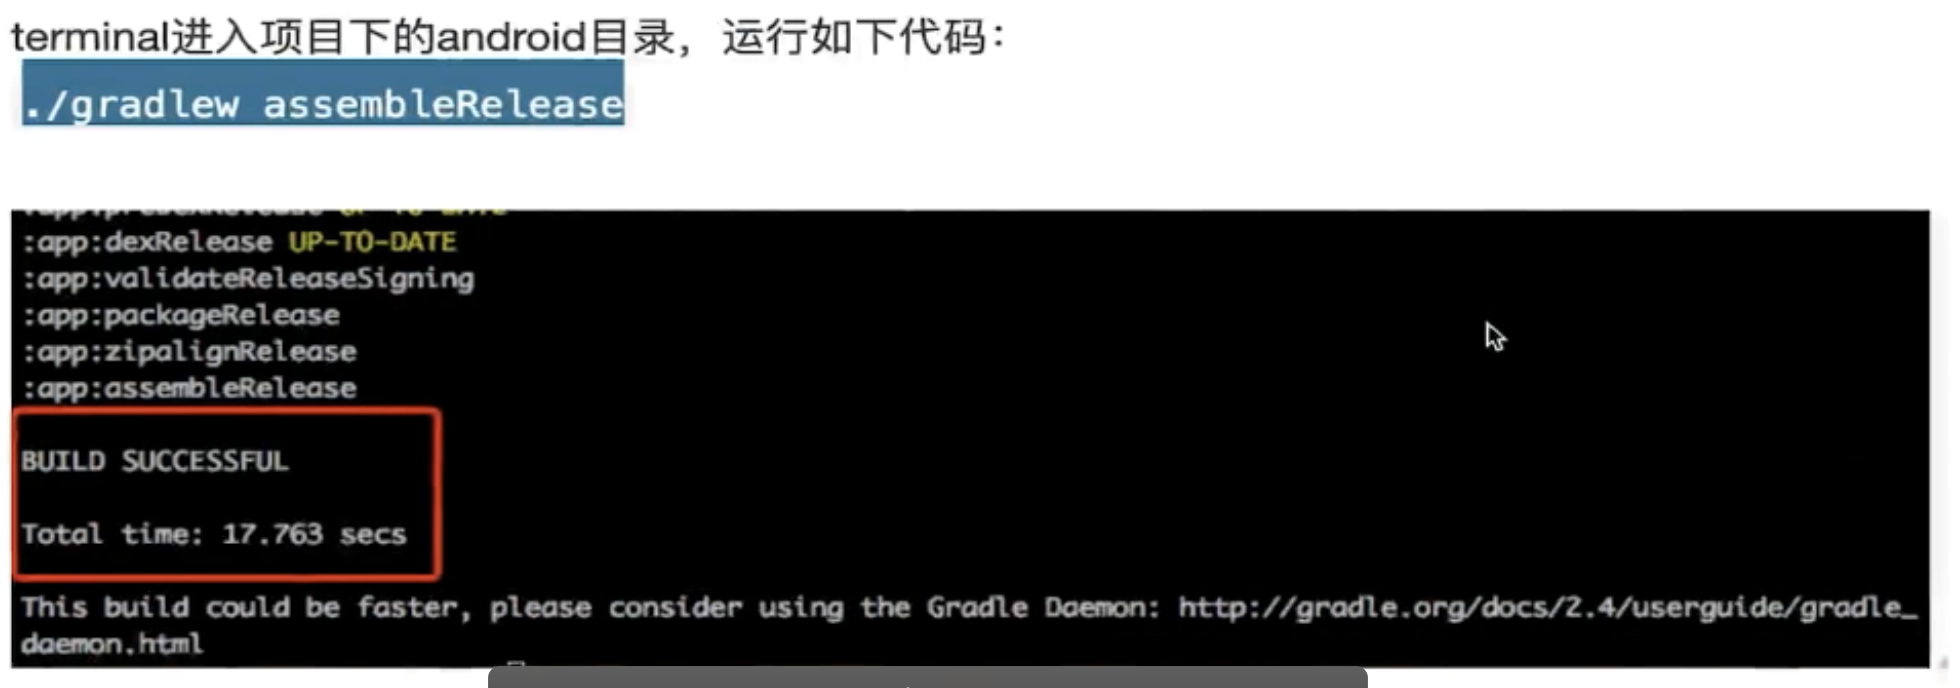 terminal进入项目下的android目录，运行如下代码：
./gradlew assembleRelease
:app:dexRelease UP-TO-DATE
:app:validateReleaseSigning
:app:packageRelease
:app:zipalignRelease
:app:assembleRelease
BUILD SUCCESSFUL
Total time: 17.763 secs
This build could be faster, please consider using the Gradle Daemon: http://gradle.org/docs/2.4/userguide/gradle_
daemon.html